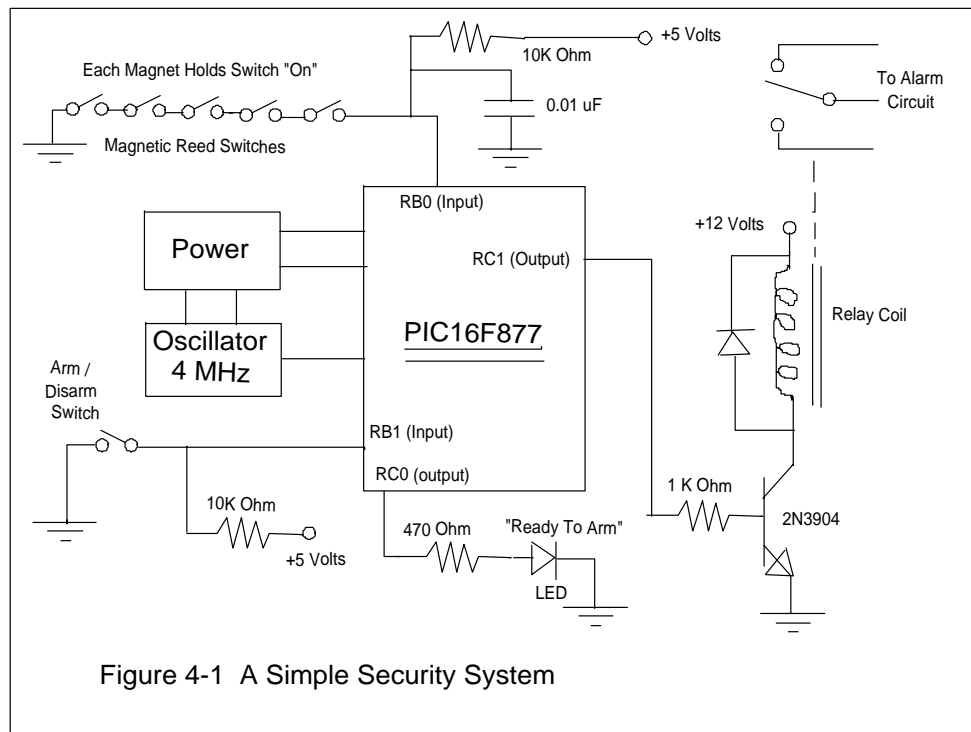 +5 Volts
10K Ohm
Each Magnet Holds Switch "On"
To Alarm
Circuit
0.01 uF
Magnetic Reed Switches
RB0 (Input)
+12 Volts
Power
RC1 (Output)
Relay Coil
PIC16F877
Oscillator
4 MHz
Arm /
Disarm
Switch
RB1 (Input)
RC0 (output)
1 K Ohm
10K Ohm
2N3904
470 Ohm
"Ready To Arm"
+5 Volts
LED
Figure 4-1 A Simple Security System